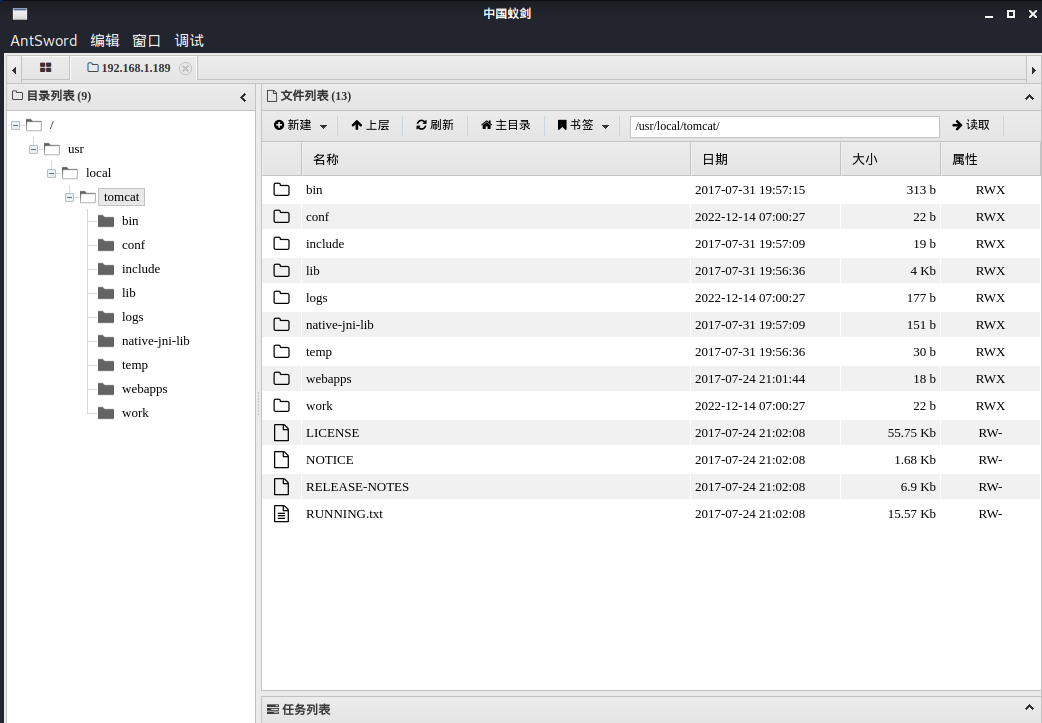 中国蚁剑
AntSword 编辑 窗口 调试
192.168.1.189
目录列表 (9)
/
usr
local
tomcat
bin
conf
include
lib
logs
native-jni-lib
temp
webapps
work
文件列表 (13)
新建 上层 刷新 主目录 书签 /usr/local/tomcat/ 读取
名称 日期 大小 属性
bin 2017-07-31 19:57:15 313 b RWX
conf 2022-12-14 07:00:27 22 b RWX
include 2017-07-31 19:57:09 19 b RWX
lib 2017-07-31 19:56:36 4 Kb RWX
logs 2022-12-14 07:00:27 177 b RWX
native-jni-lib 2017-07-31 19:57:09 151 b RWX
temp 2017-07-31 19:56:36 30 b RWX
webapps 2017-07-24 21:01:44 18 b RWX
work 2022-12-14 07:00:27 22 b RWX
LICENSE 2017-07-24 21:02:08 55.75 Kb RW-
NOTICE 2017-07-24 21:02:08 1.68 Kb RW-
RELEASE-NOTES 2017-07-24 21:02:08 6.9 Kb RW-
RUNNING.txt 2017-07-24 21:02:08 15.57 Kb RW-
任务列表